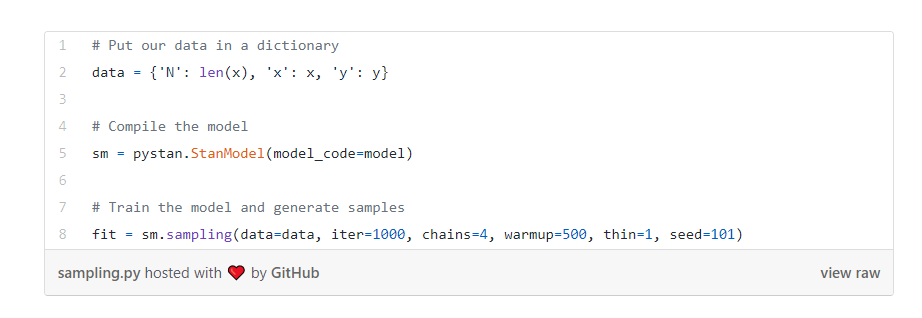 1 # Put our data in a dictionary
2 data = {'N': len(x), 'x': x, 'y': y}
3
4 # Compile the model
5 sm = pystan.StanModel(model_code=model)
6
7 # Train the model and generate samples
8 fit = sm.sampling(data=data, iter=1000, chains=4, warmup=500, thin=1, seed=101)
sampling.py hosted with ❤ by GitHub view raw